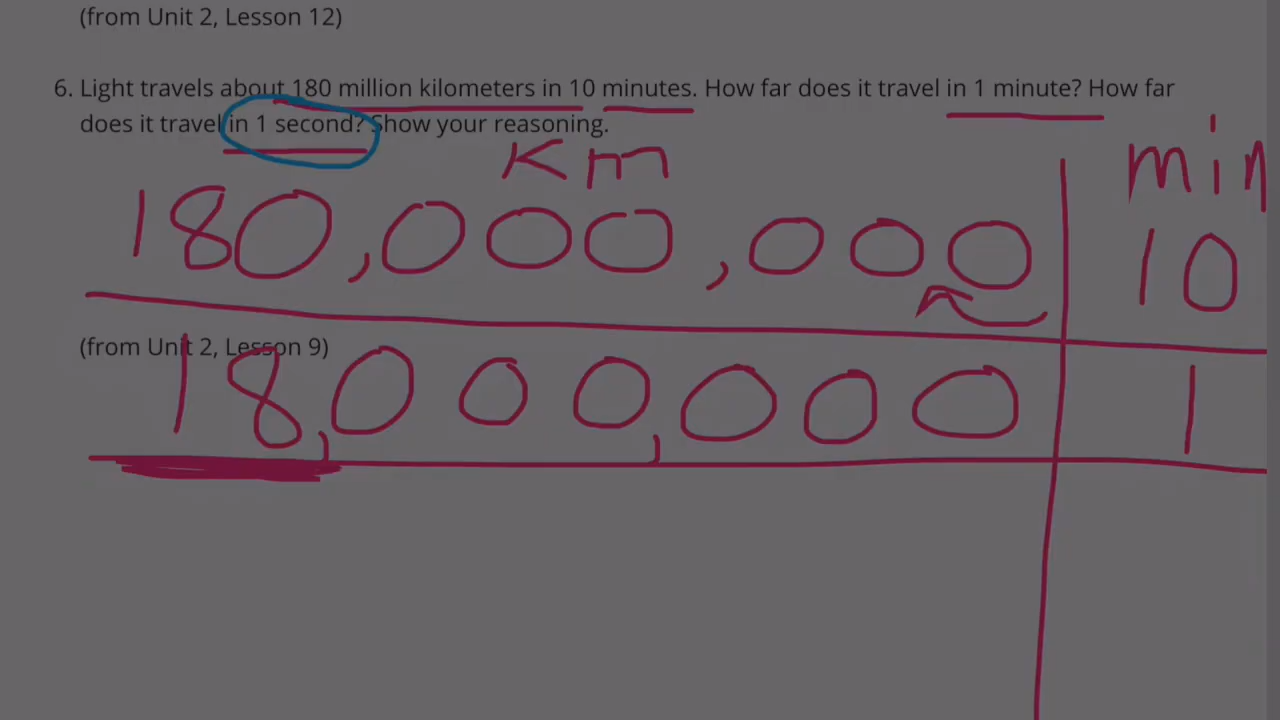 (from Unit 2, Lesson 12)
6. Light travels about 180 million kilometers in 10 minutes. How far does it travel in 1 minute? How far
does it travel in 1 second? Show your reasoning.
Km min
180,000,000 10
(from Unit 2, Lesson 9)
18,000,000 1